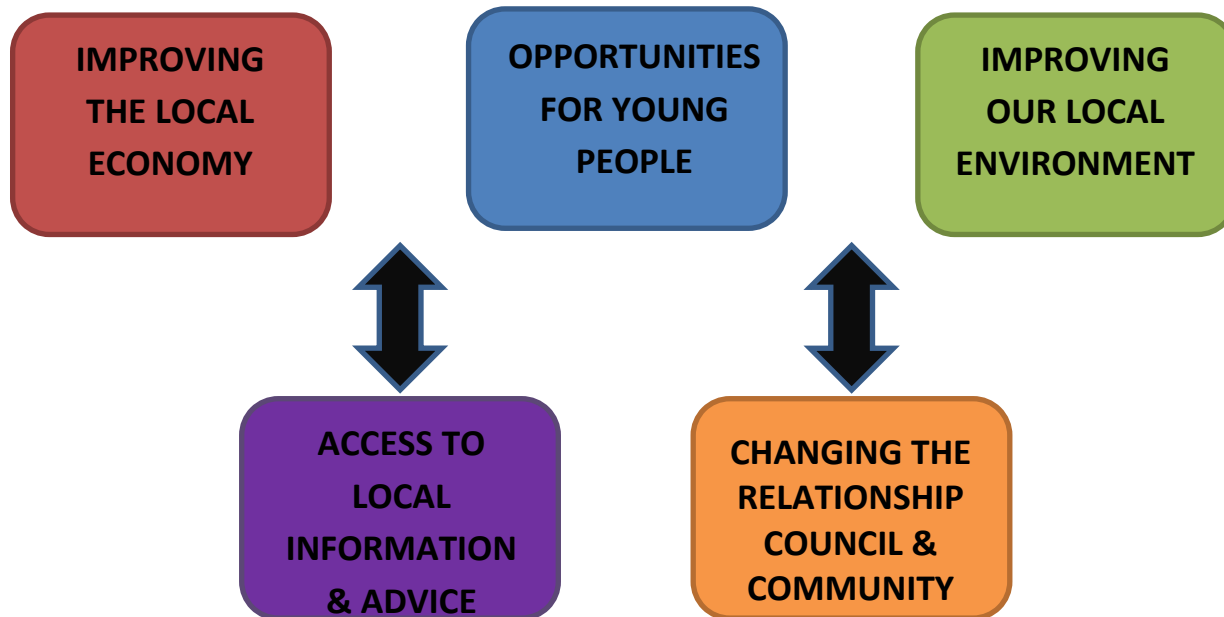 IMPROVING
THE LOCAL
ECONOMY
OPPORTUNITIES
FOR YOUNG
PEOPLE
IMPROVING
OUR LOCAL
ENVIRONMENT
ACCESS TO
LOCAL
INFORMATION
& ADVICE
CHANGING THE
RELATIONSHIP
COUNCIL &
COMMUNITY